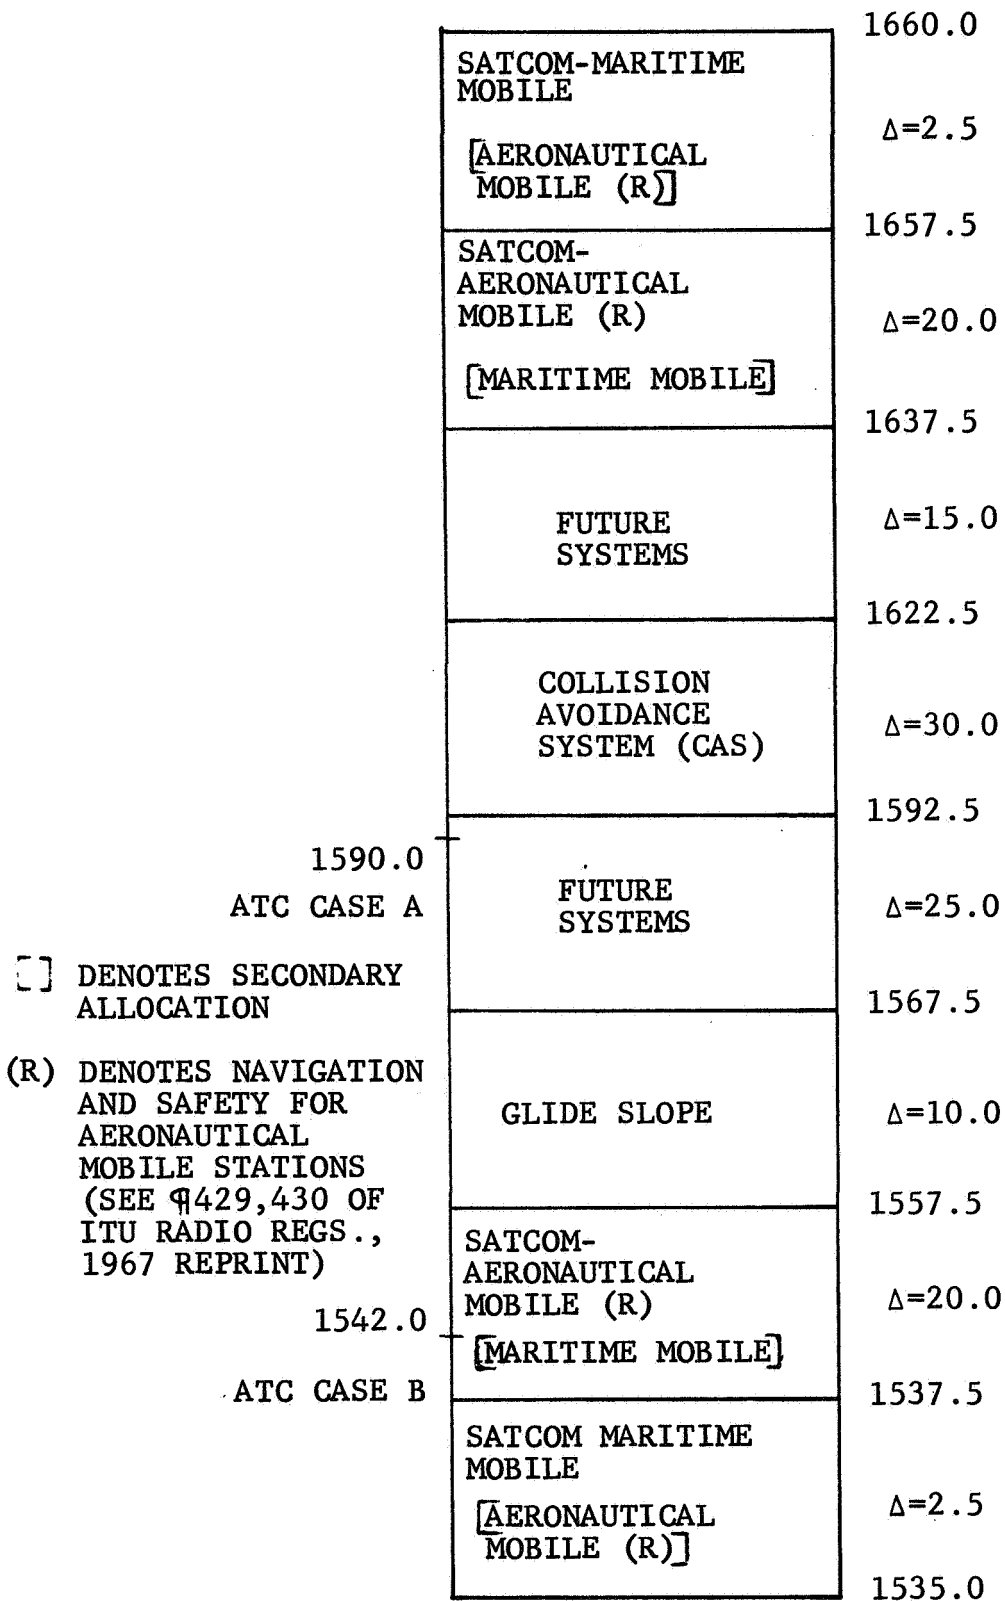 1660.0
SATCOM-MARITIME
MOBILE
Δ=2.5
[AERONAUTICAL
MOBILE (R)]
1657.5
SATCOM-
AERONAUTICAL
MOBILE (R)
Δ=20.0
[MARITIME MOBILE]
1637.5
FUTURE
SYSTEMS
Δ=15.0
1622.5
COLLISION
AVOIDANCE
SYSTEM (CAS)
Δ=30.0
1592.5
1590.0
ATC CASE A
FUTURE
SYSTEMS
Δ=25.0
[ ] DENOTES SECONDARY
ALLOCATION
1567.5
(R) DENOTES NAVIGATION
AND SAFETY FOR
AERONAUTICAL
MOBILE STATIONS
(SEE ¶429,430 OF
ITU RADIO REGS.,
1967 REPRINT)
GLIDE SLOPE
Δ=10.0
1557.5
SATCOM-
AERONAUTICAL
MOBILE (R)
Δ=20.0
1542.0
[MARITIME MOBILE]
ATC CASE B
1537.5
SATCOM MARITIME
MOBILE
Δ=2.5
[AERONAUTICAL
MOBILE (R)]
1535.0